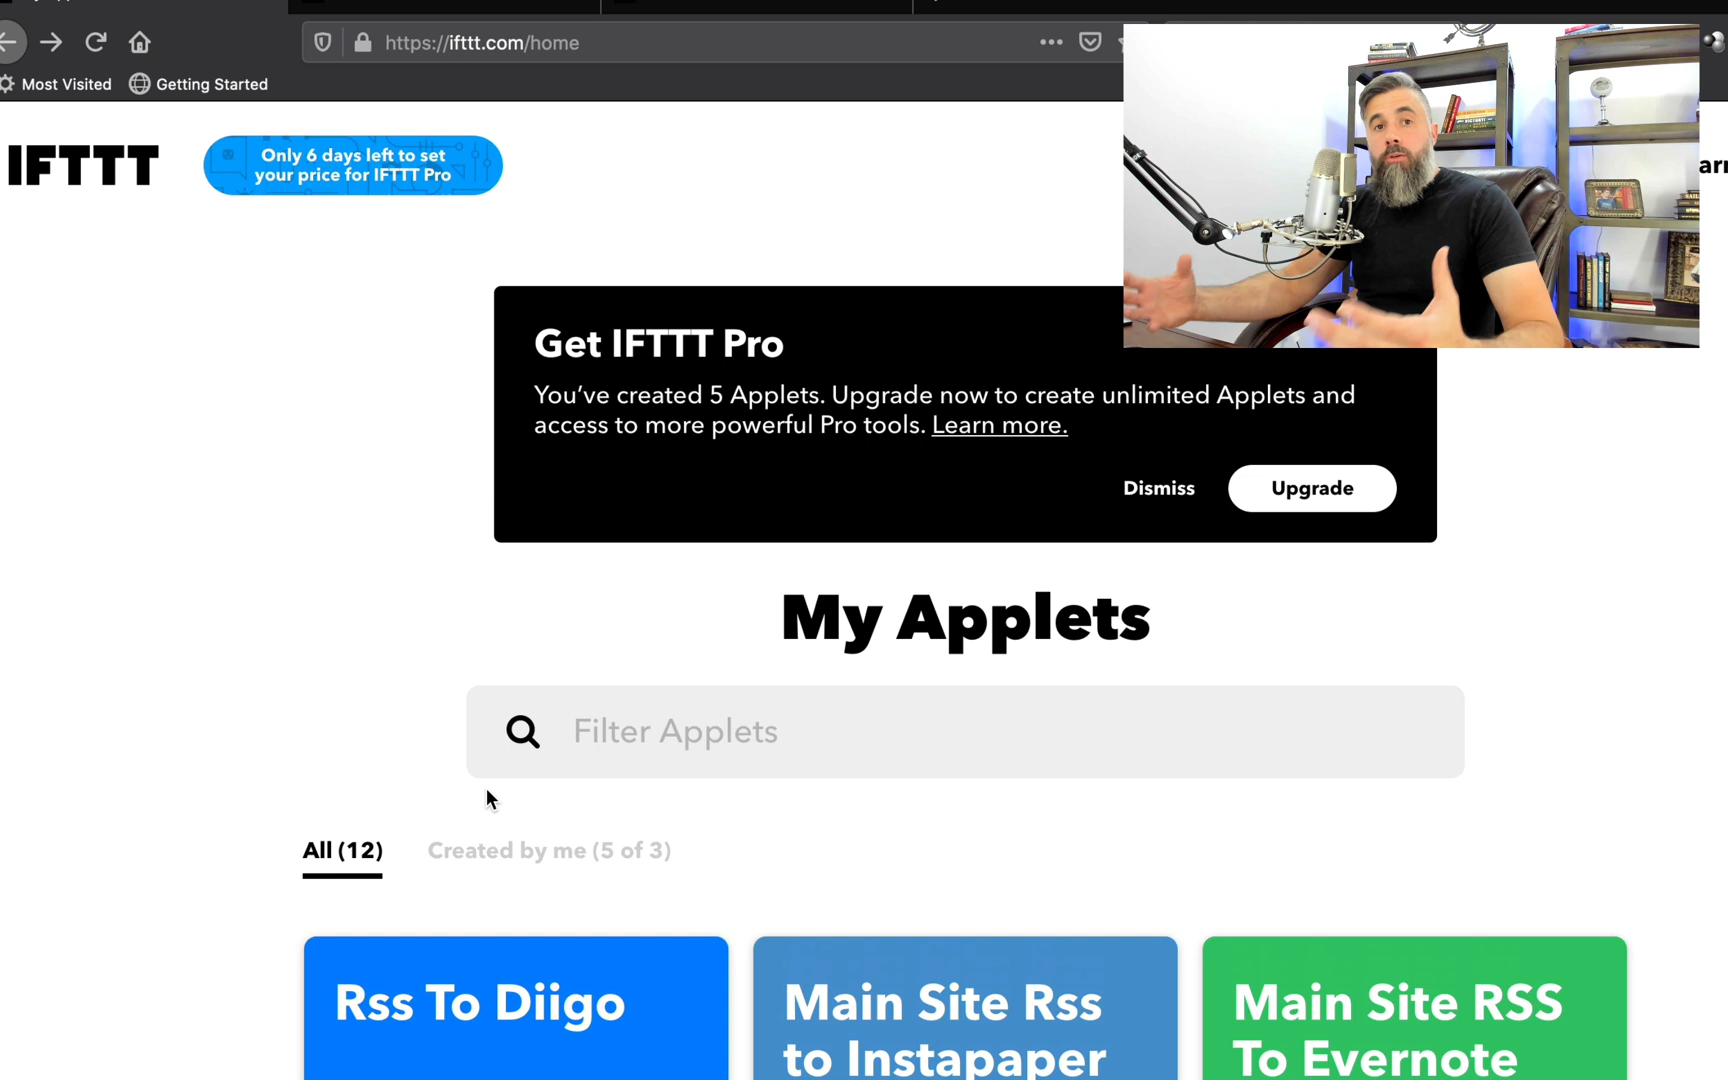 https://ifttt.com/home
Most Visited
Getting Started
IFTTT
Only 6 days left to set
your price for IFTTT Pro
Get IFTTT Pro
You've created 5 Applets. Upgrade now to create unlimited Applets and
access to more powerful Pro tools. Learn more.
Dismiss
Upgrade
My Applets
Filter Applets
All (12)
Created by me (5 of 3)
Rss To Diigo
Main Site Rss
to Instapaper
Main Site RSS
To Evernote